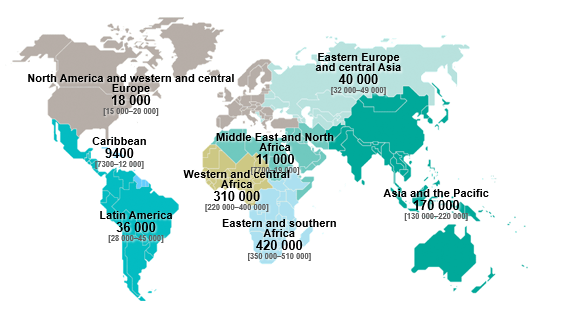 Eastern Europe
and central Asia
40 000
[32 000–49 000]
North America and western and central
Europe
18 000
[15 000–20 000]
Caribbean
9400
[7300–12 000]
Middle East and North
Africa
11 000
Western and central
Africa
310 000
[220 000–400 000]
Asia and the Pacific
170 000
[130 000–220 000]
Latin America
36 000
[28 000–45 000]
Eastern and southern
Africa
420 000
[350 000–510 000]